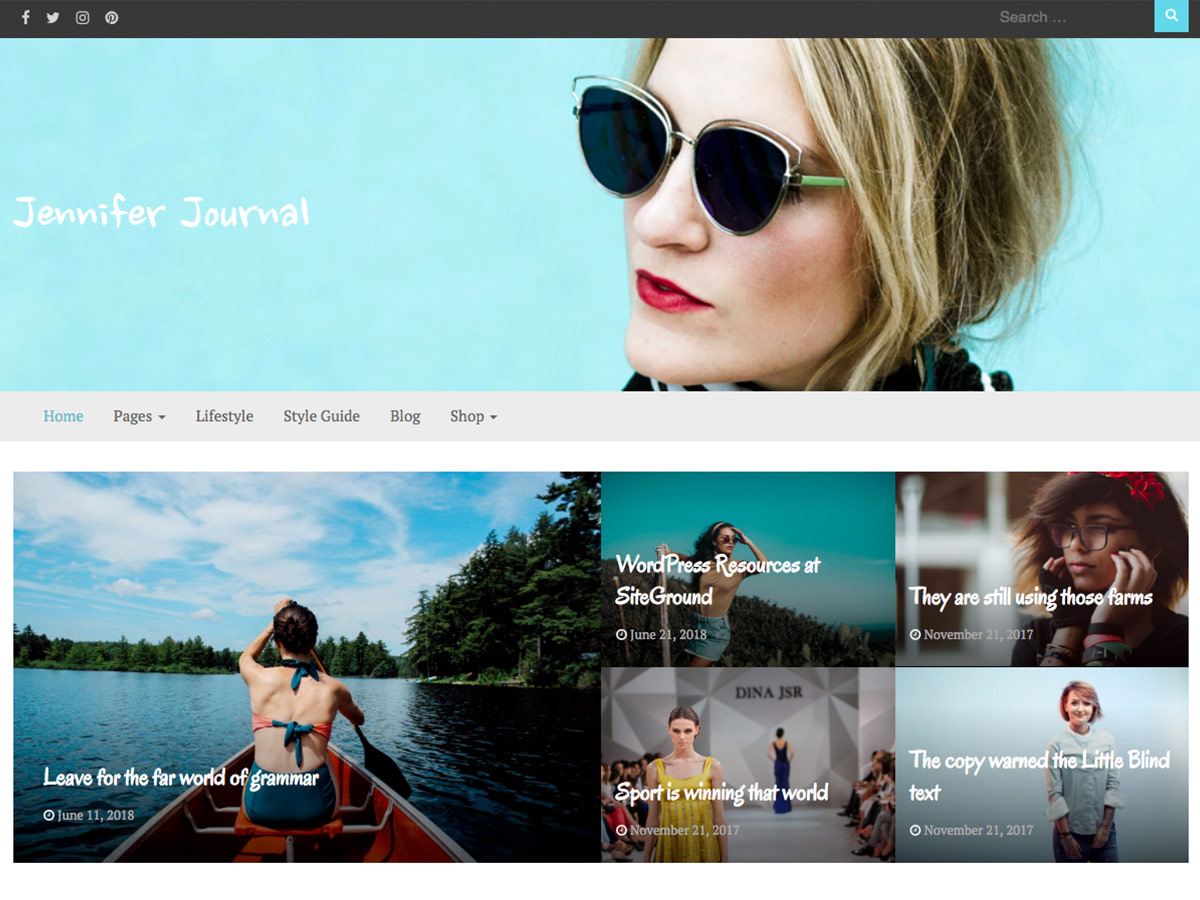 Search …
Jennifer Journal
Home Pages Lifestyle Style Guide Blog Shop
WordPress Resources at
SiteGround
June 21, 2018
They are still using those farms
November 21, 2017
Leave for the far world of grammar
June 11, 2018
DINA JSR
Sport is winning that world
November 21, 2017
The copy warned the Little Blind
text
November 21, 2017